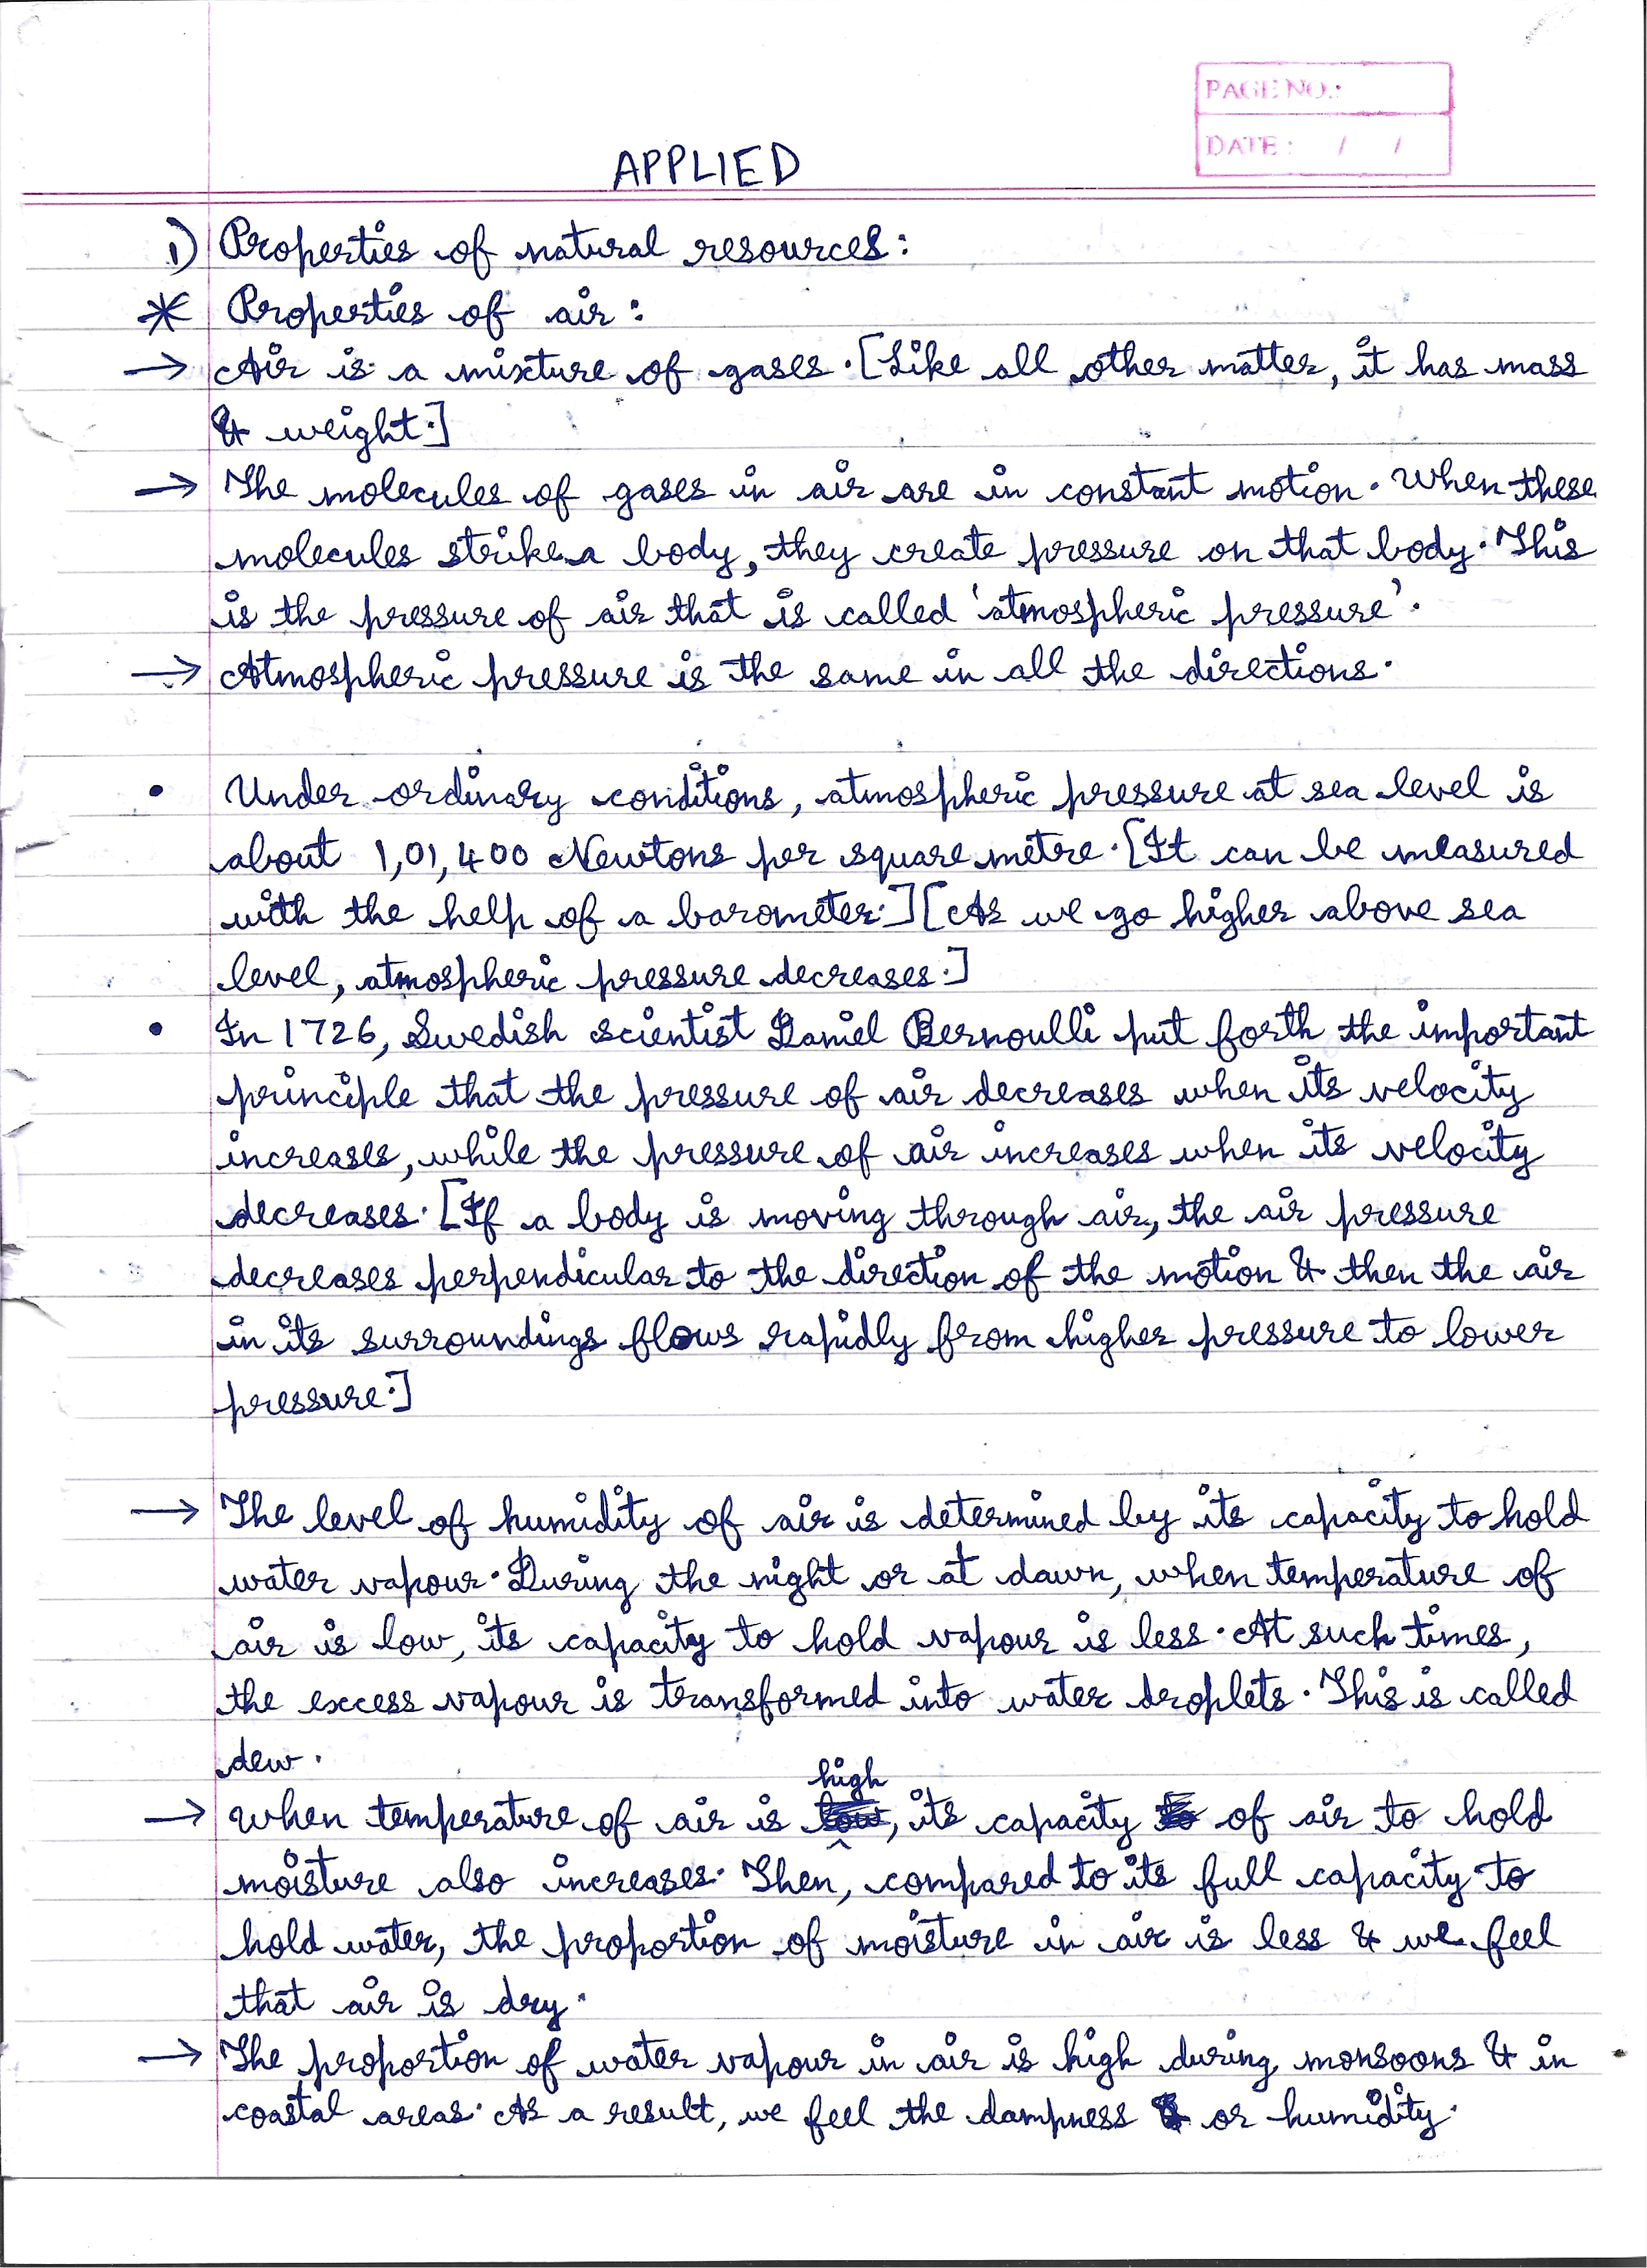 PAGE NO.:
DATE: / /
APPLIED
1) Properties of natural resources:
* Properties of air:
→ Air is a mixture of gases. [Like all other matter, it has mass
& weight.]
→ The molecules of gases in air are in constant motion. When these
molecules strike a body, they create pressure on that body. This
is the pressure of air that is called 'atmospheric pressure'.
→ Atmospheric pressure is the same in all the directions.
• Under ordinary conditions, atmospheric pressure at sea level is
about 1,01,400 Newtons per square metre. [It can be measured
with the help of a barometer.] [As we go higher above sea
level, atmospheric pressure decreases.]
• In 1726, Swedish scientist Daniel Bernoulli put forth the important
principle that the pressure of air decreases when its velocity
increases, while the pressure of air increases when its velocity
decreases. [If a body is moving through air, the air pressure
decreases perpendicular to the direction of the motion & then the air
in its surroundings flows rapidly from higher pressure to lower
pressure.]
→ The level of humidity of air is determined by its capacity to hold
water vapour. During the night or at dawn, when temperature of
air is low, its capacity to hold vapour is less. At such times,
the excess vapour is transformed into water droplets. This is called
dew.
→ When temperature of air is high, its capacity of air to hold
moisture also increases. Then, compared to its full capacity to
hold water, the proportion of moisture in air is less & we feel
that air is dry.
→ The proportion of water vapour in air is high during monsoons & in
coastal areas. As a result, we feel the dampness or humidity.